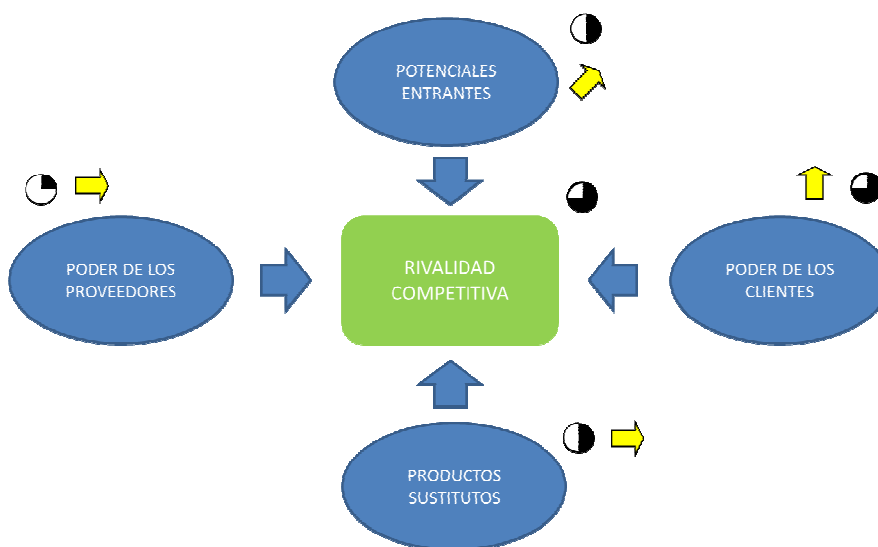 POTENCIALES
ENTRANTES
PODER DE LOS
PROVEEDORES
RIVALIDAD
COMPETITIVA
PODER DE LOS
CLIENTES
PRODUCTOS
SUSTITUTOS